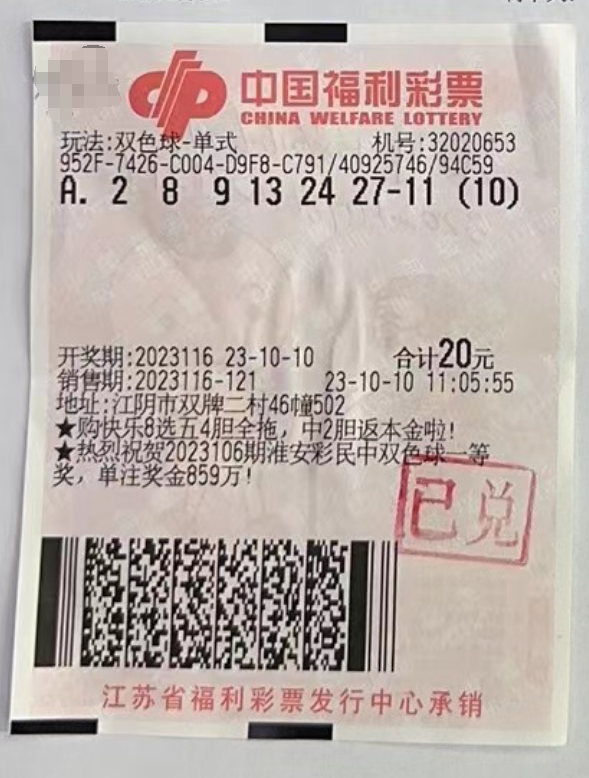 中国福利彩票
CHINA WELFARE LOTTERY
玩法:双色球-单式 机号:32020653
952F-7426-C004-D9F8-C791/40925746/94C59
A. 2 8 9 13 24 27-11 (10)
开奖期:2023116 23-10-10 合计20元
销售期:2023116-121 23-10-10 11:05:55
地址:江阴市双牌二村46幢502
★购快乐8选五4胆全拖，中2胆返本金啦!
★热烈祝贺2023106期淮安彩民中双色球一等
奖，单注奖金859万!
已兑
江苏省福利彩票发行中心承销